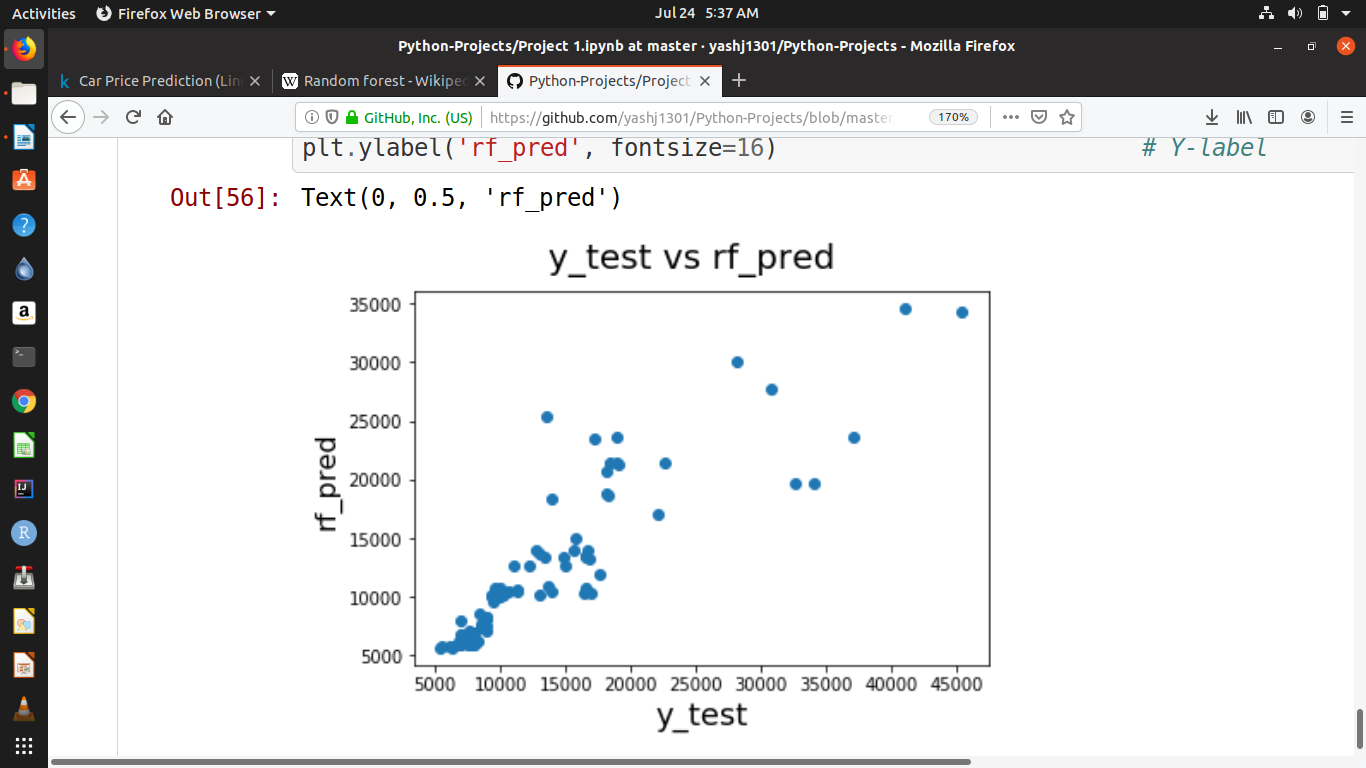 Activities Firefox Web Browser Jul 24 5:37 AM
Python-Projects/Project 1.ipynb at master · yashj1301/Python-Projects - Mozilla Firefox
k Car Price Prediction (Lin W Random forest - Wikiped Python-Projects/Project
GitHub, Inc. (US) https://github.com/yashj1301/Python-Projects/blob/master 170%
plt.ylabel('rf_pred', fontsize=16) # Y-label
Out[56]: Text(0, 0.5, 'rf_pred')
y_test vs rf_pred
35000
30000
25000
20000
15000
10000
5000
rf_pred
5000 10000 15000 20000 25000 30000 35000 40000 45000
y_test